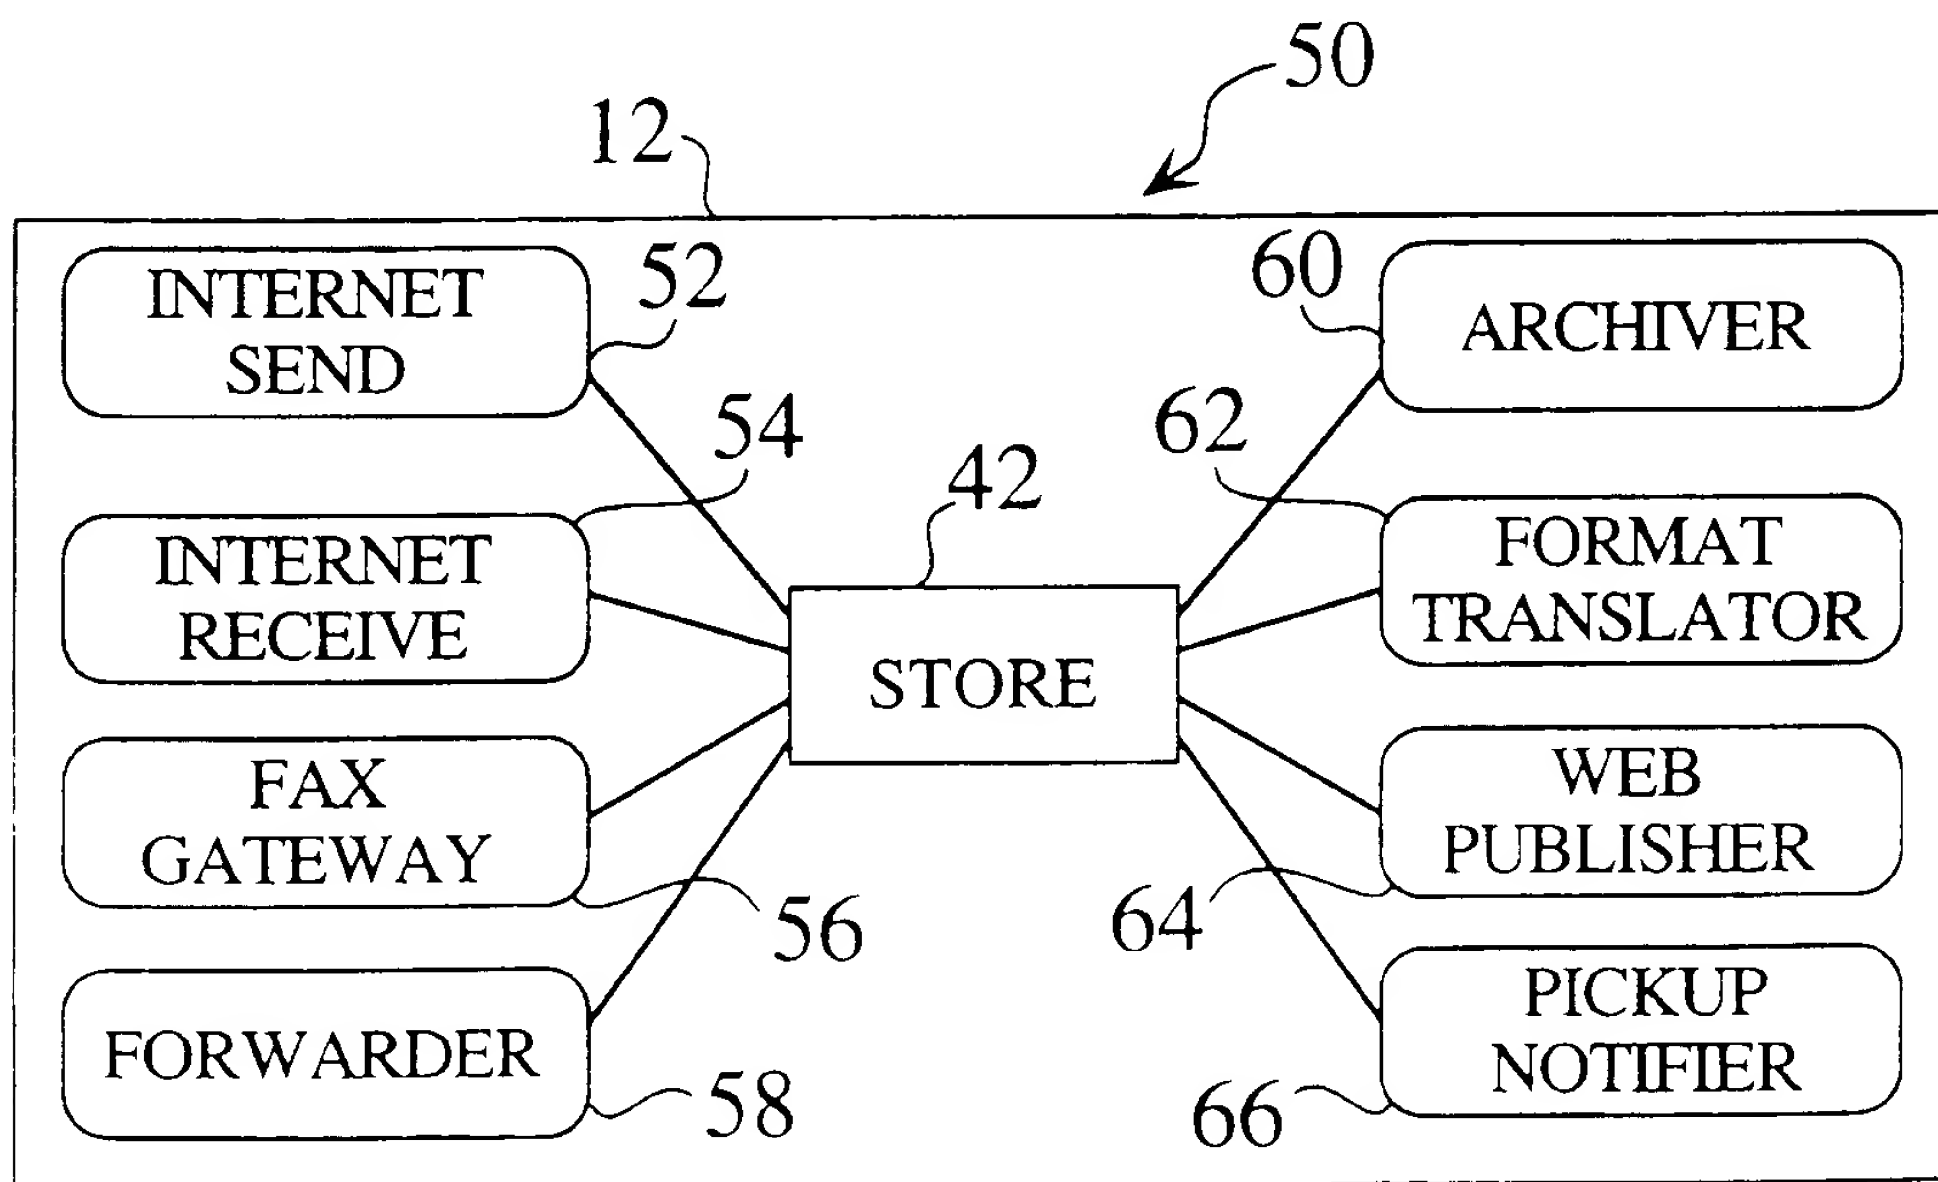 50
12
INTERNET
SEND
52
60
ARCHIVER
54
62
INTERNET
RECEIVE
42
FORMAT
TRANSLATOR
STORE
FAX
GATEWAY
56
64
WEB
PUBLISHER
FORWARDER
58
66
PICKUP
NOTIFIER